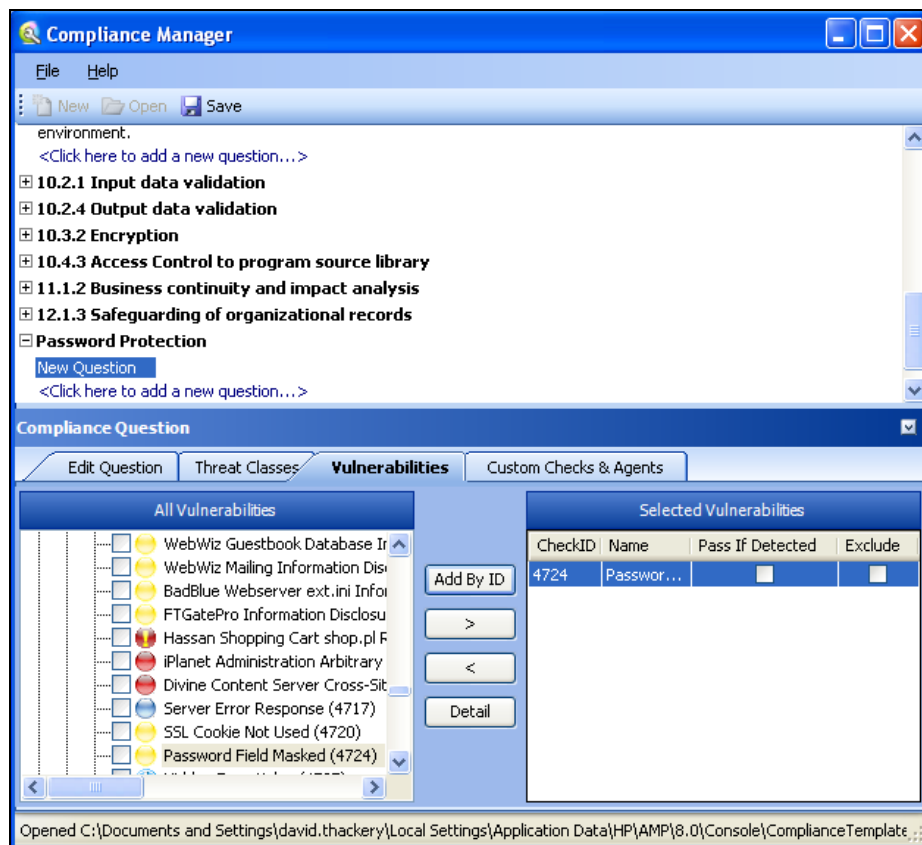 Compliance Manager
File Help
New Open Save
environment.
<Click here to add a new question...>
10.2.1 Input data validation
10.2.4 Output data validation
10.3.2 Encryption
10.4.3 Access Control to program source library
11.1.2 Business continuity and impact analysis
12.1.3 Safeguarding of organizational records
Password Protection
New Question
<Click here to add a new question...>
Compliance Question
Edit Question Threat Classes Vulnerabilities Custom Checks & Agents
All Vulnerabilities
WebWiz Guestbook Database
WebWiz Mailing Information
BadBlue Webserver ext.ini
FTGatePro Information
Hassan Shopping Cart shop.pl
iPlanet Administration Arbitrary
Divine Content Server
Server Error Response (4717)
SSL Cookie Not Used (4720)
Password Field Masked (4724)
Add By ID
>
<
Detail
Selected Vulnerabilities
CheckID Name Pass If Detected Exclude
4724 Passwor...
Opened C:\Documents and Settings\david.thackery\Local Settings\Application Data\HP\AMP\8.0\Console\ComplianceTemplate